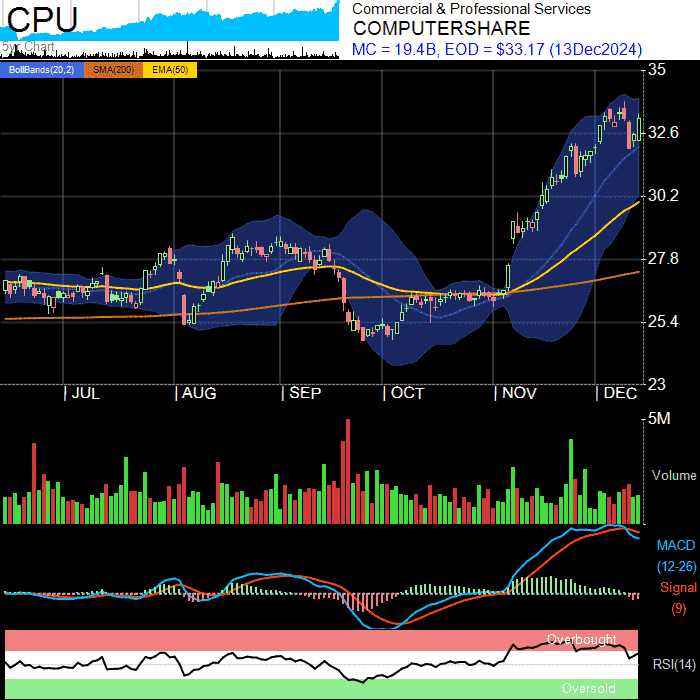 CPU
5yr Chart
Commercial & Professional Services
COMPUTERSHARE
MC = 19.4B, EOD = $33.17 (13Dec2024)
BollBands(20,2) SMA(200) EMA(50)
35
32.6
30.2
27.8
25.4
23
JUL AUG SEP OCT NOV DEC
5M
Volume
MACD
(12-26)
Signal
(9)
Overbought
RSI(14)
Oversold